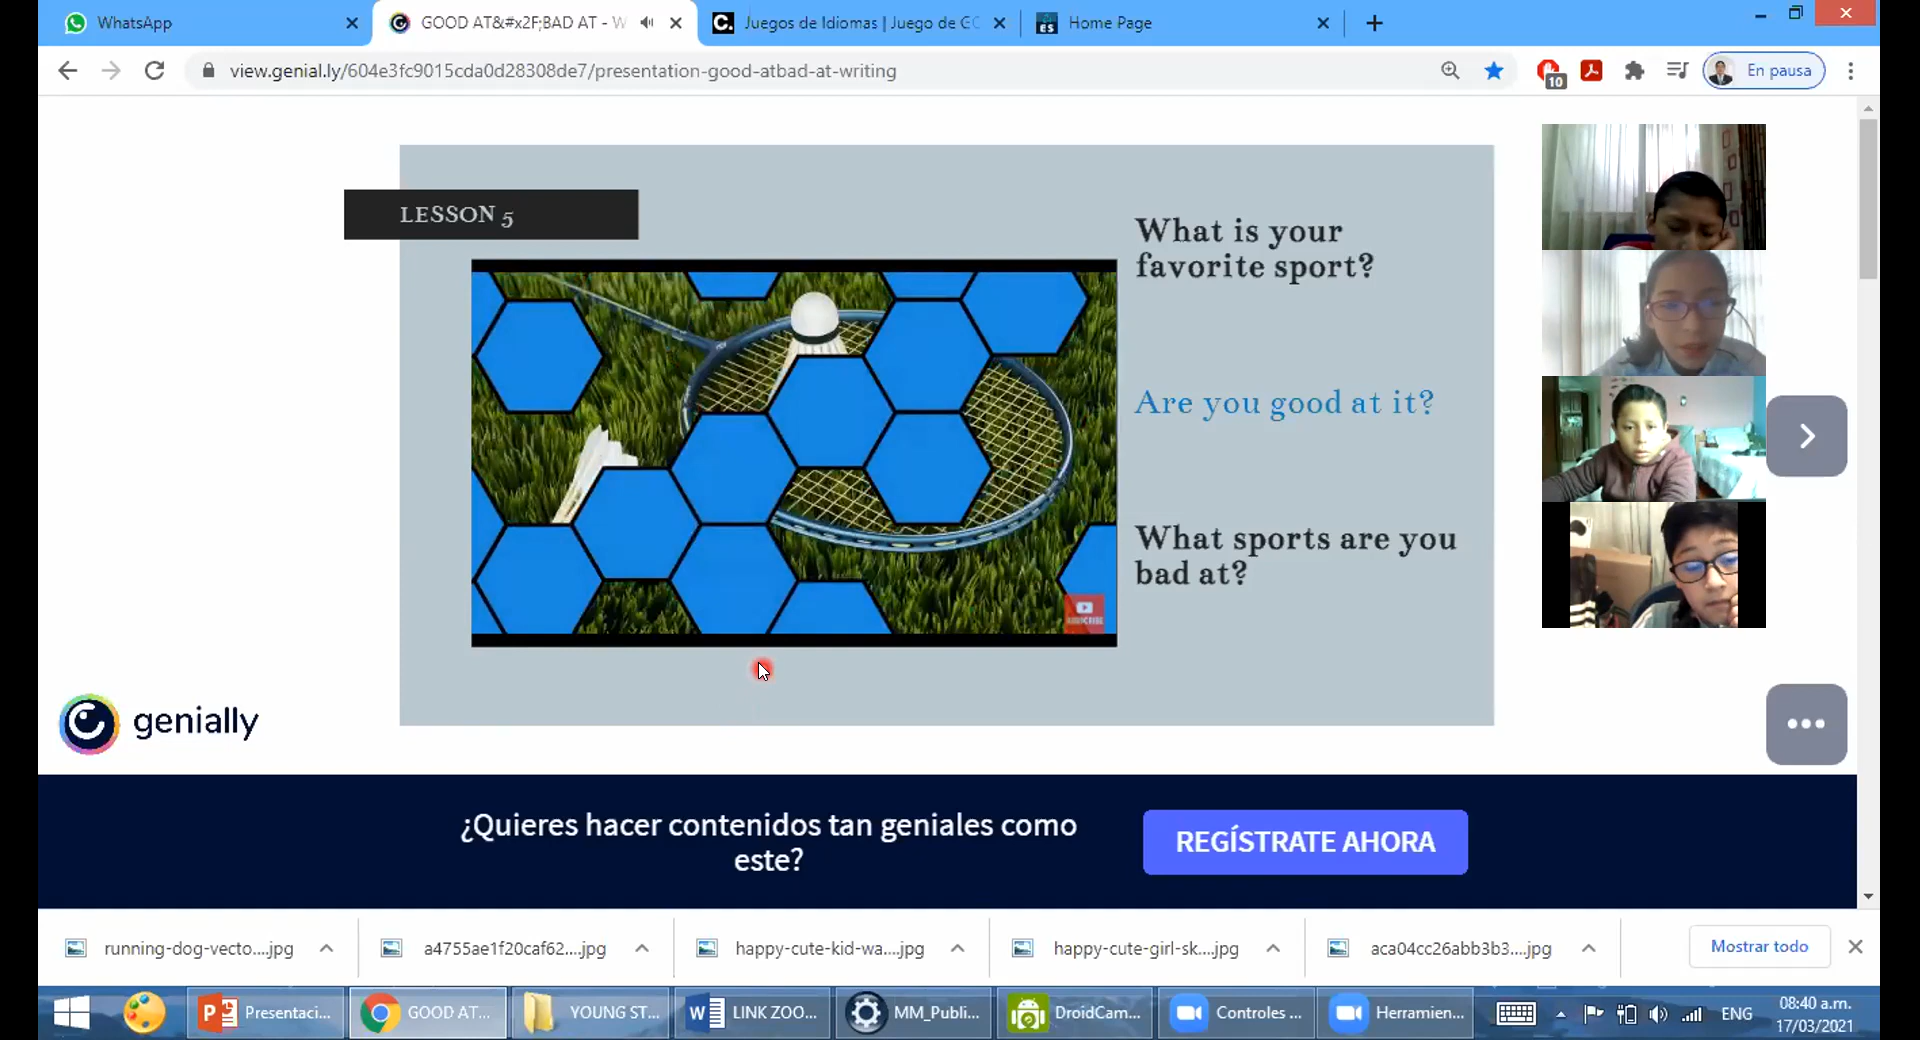 WhatsApp
GOOD AT&#x2F;BAD AT - W
Juegos de Idiomas | Juego de GO
Home Page
view.genial.ly/604e3fc9015cda0d28308de7/presentation-good-atbad-at-writing
10
En pausa
LESSON 5
What is your
favorite sport?
Are you good at it?
What sports are you
bad at?
SUBSCRIBE
genially
¿Quieres hacer contenidos tan geniales como
este?
REGÍSTRATE AHORA
running-dog-vecto....jpg
a4755ae1f20caf62....jpg
happy-cute-kid-wa....jpg
happy-cute-girl-sk....jpg
aca04cc26abb3b3....jpg
Mostrar todo
Presentaci...
GOOD AT...
YOUNG ST...
LINK ZOO...
MM_Publi...
DroidCam...
Controles ...
Herramien...
ENG
08:40 a.m.
17/03/2021